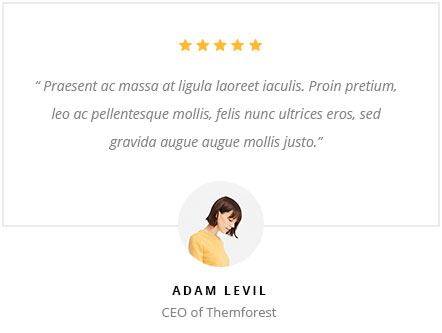 “ Praesent ac massa at ligula laoreet iaculis. Proin pretium,
leo ac pellentesque mollis, felis nunc ultrices eros, sed
gravida augue augue mollis justo.”
ADAM LEVIL
CEO of Themforest